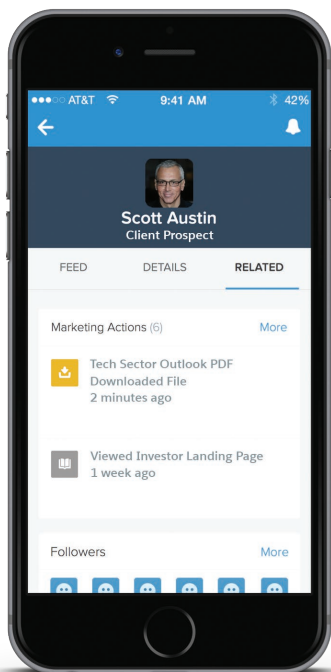 AT&T 9:41 AM 42%
Scott Austin
Client Prospect
FEED DETAILS RELATED
Marketing Actions (6) More
Tech Sector Outlook PDF
Downloaded File
2 minutes ago
Viewed Investor Landing Page
1 week ago
Followers More